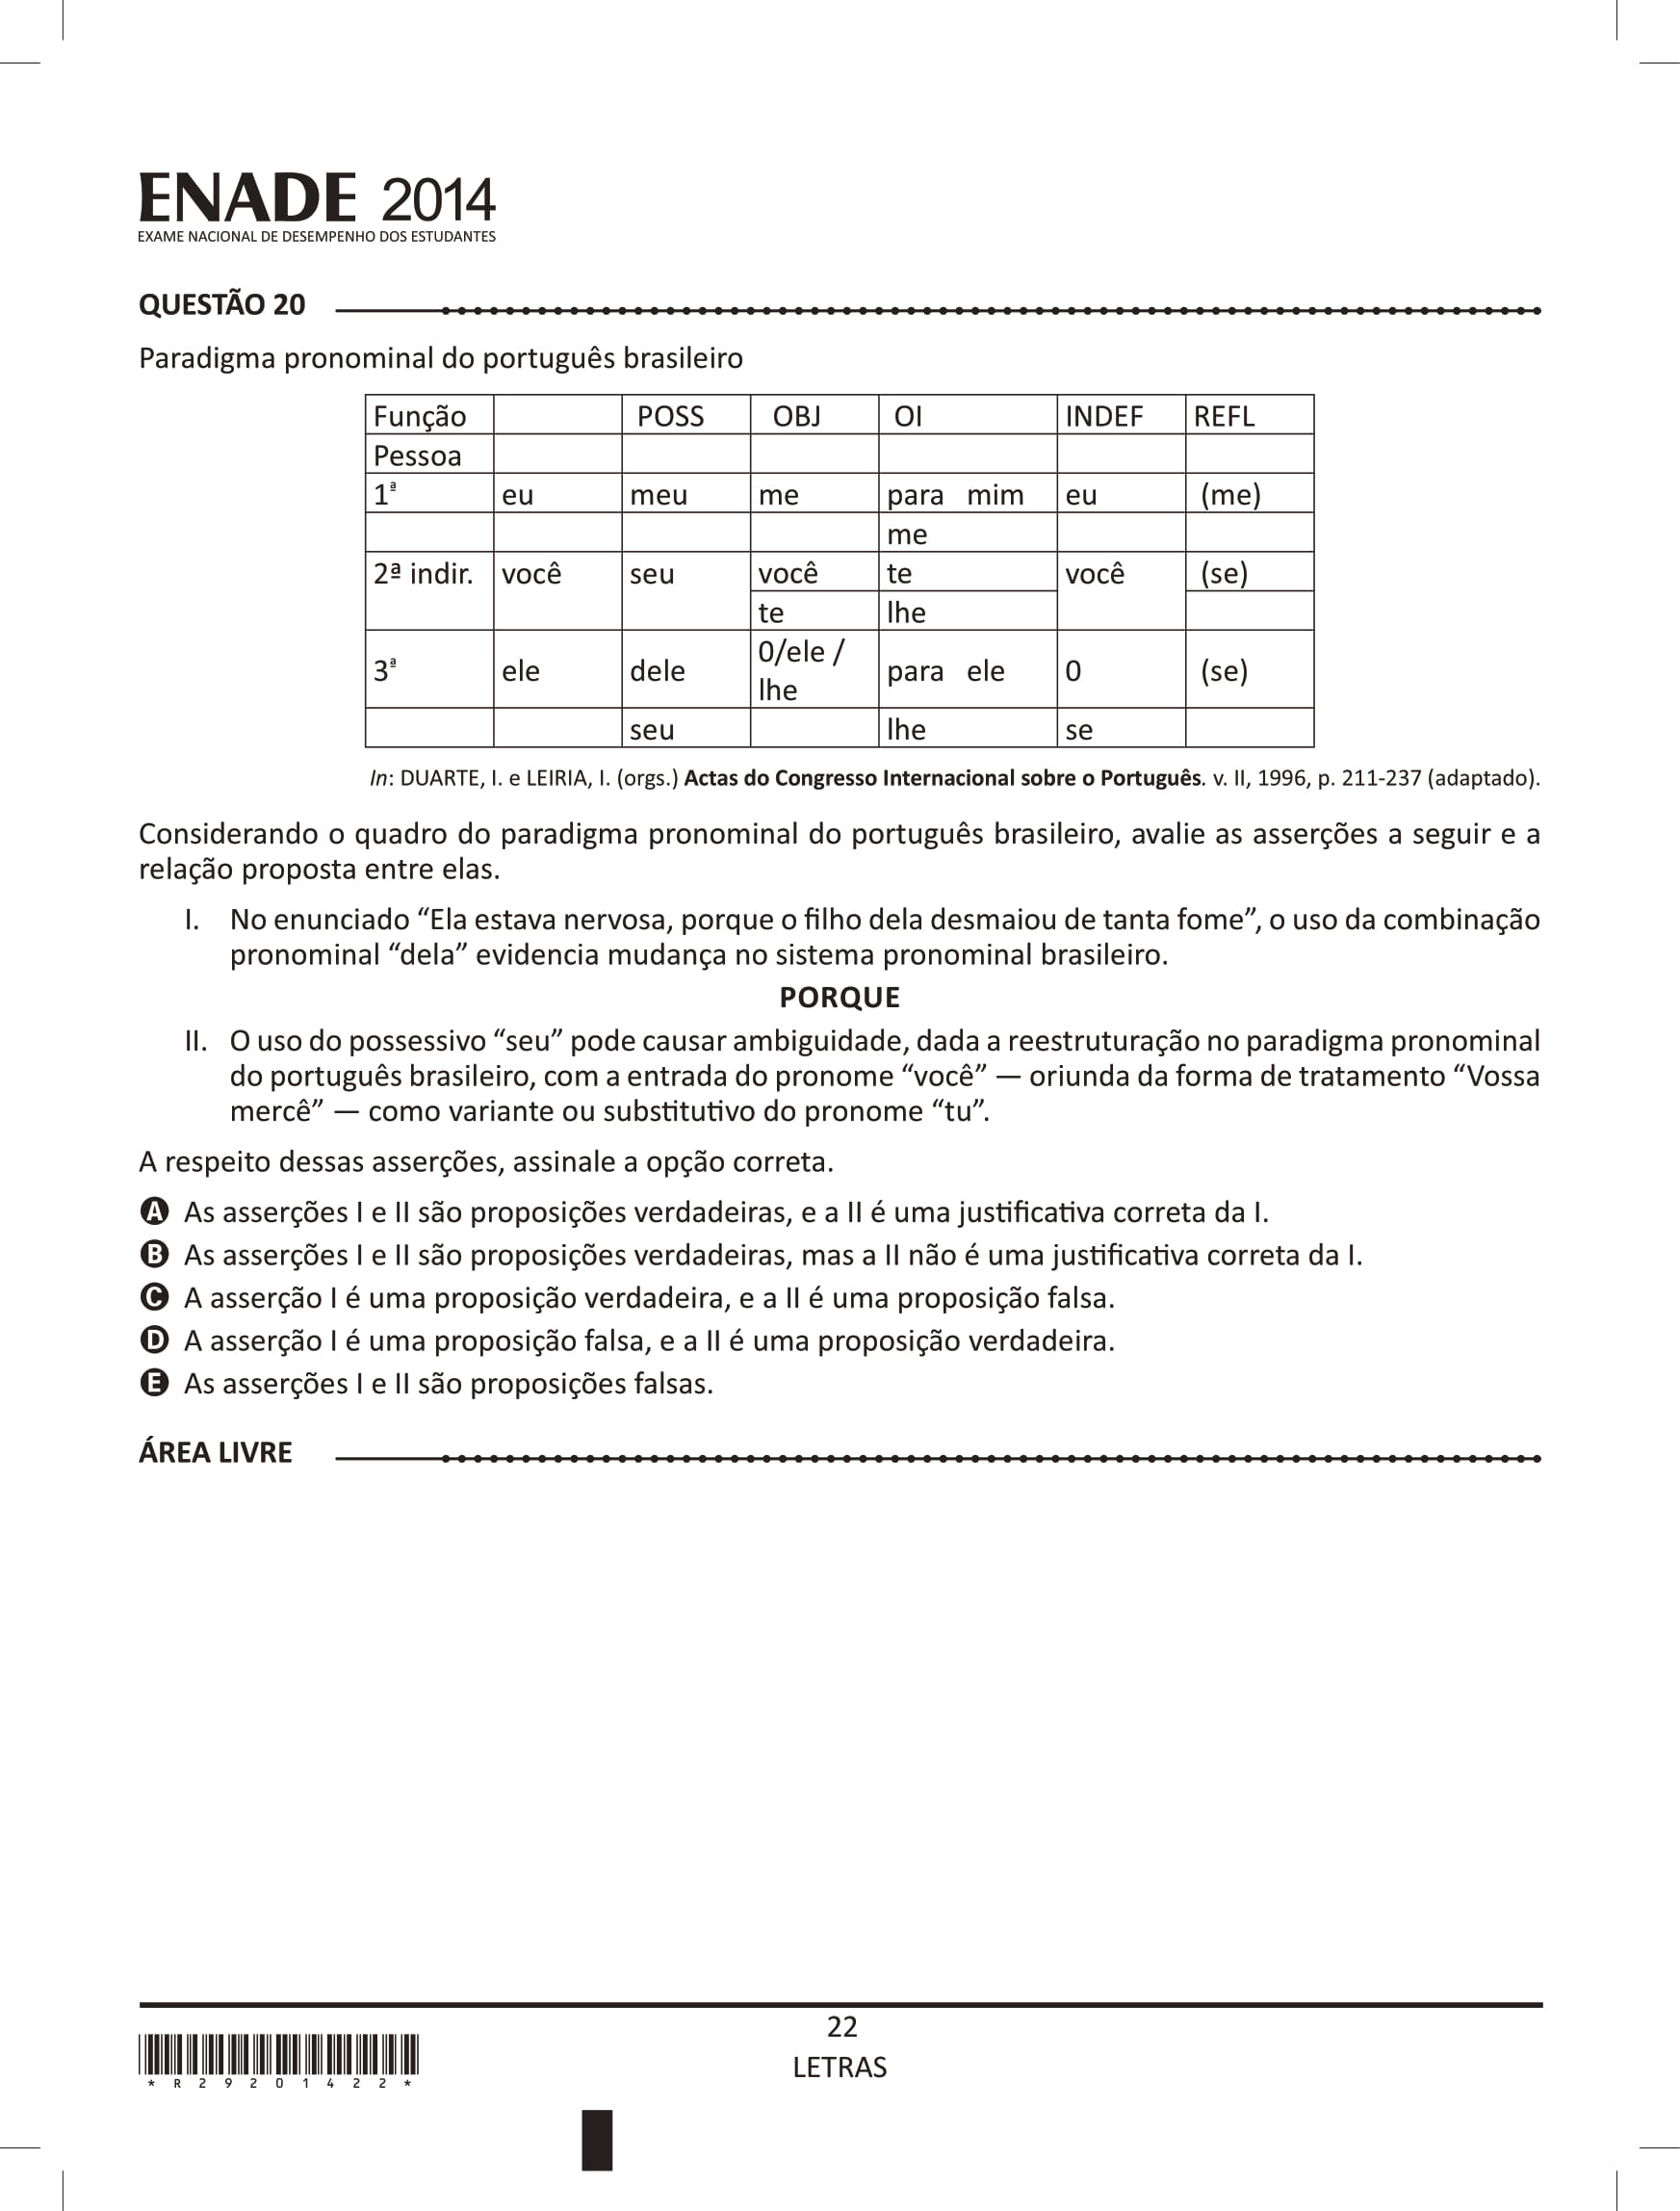 ENADE 2014
EXAME NACIONAL DE DESEMPENHO DOS ESTUDANTES
QUESTÃO 20
Paradigma pronominal do português brasileiro
Função POSS OBJ OI INDEF REFL
Pessoa
1ª eu meu me para mim eu (me)
me
2ª indir. você seu você te você (se)
te lhe
3ª ele dele 0/ele / lhe para ele 0 (se)
seu lhe se
In: DUARTE, I. e LEIRIA, I. (orgs.) Actas do Congresso Internacional sobre o Português. v. II, 1996, p. 211-237 (adaptado).
Considerando o quadro do paradigma pronominal do português brasileiro, avalie as asserções a seguir e a
relação proposta entre elas.
I. No enunciado “Ela estava nervosa, porque o filho dela desmaiou de tanta fome”, o uso da combinação
pronominal “dela” evidencia mudança no sistema pronominal brasileiro.
PORQUE
II. O uso do possessivo “seu” pode causar ambiguidade, dada a reestruturação no paradigma pronominal
do português brasileiro, com a entrada do pronome “você” — oriunda da forma de tratamento “Vossa
mercê” — como variante ou substitutivo do pronome “tu”.
A respeito dessas asserções, assinale a opção correta.
A As asserções I e II são proposições verdadeiras, e a II é uma justificativa correta da I.
B As asserções I e II são proposições verdadeiras, mas a II não é uma justificativa correta da I.
C A asserção I é uma proposição verdadeira, e a II é uma proposição falsa.
D A asserção I é uma proposição falsa, e a II é uma proposição verdadeira.
E As asserções I e II são proposições falsas.
ÁREA LIVRE
22
LETRAS
* R 2 9 2 0 1 4 2 2 *